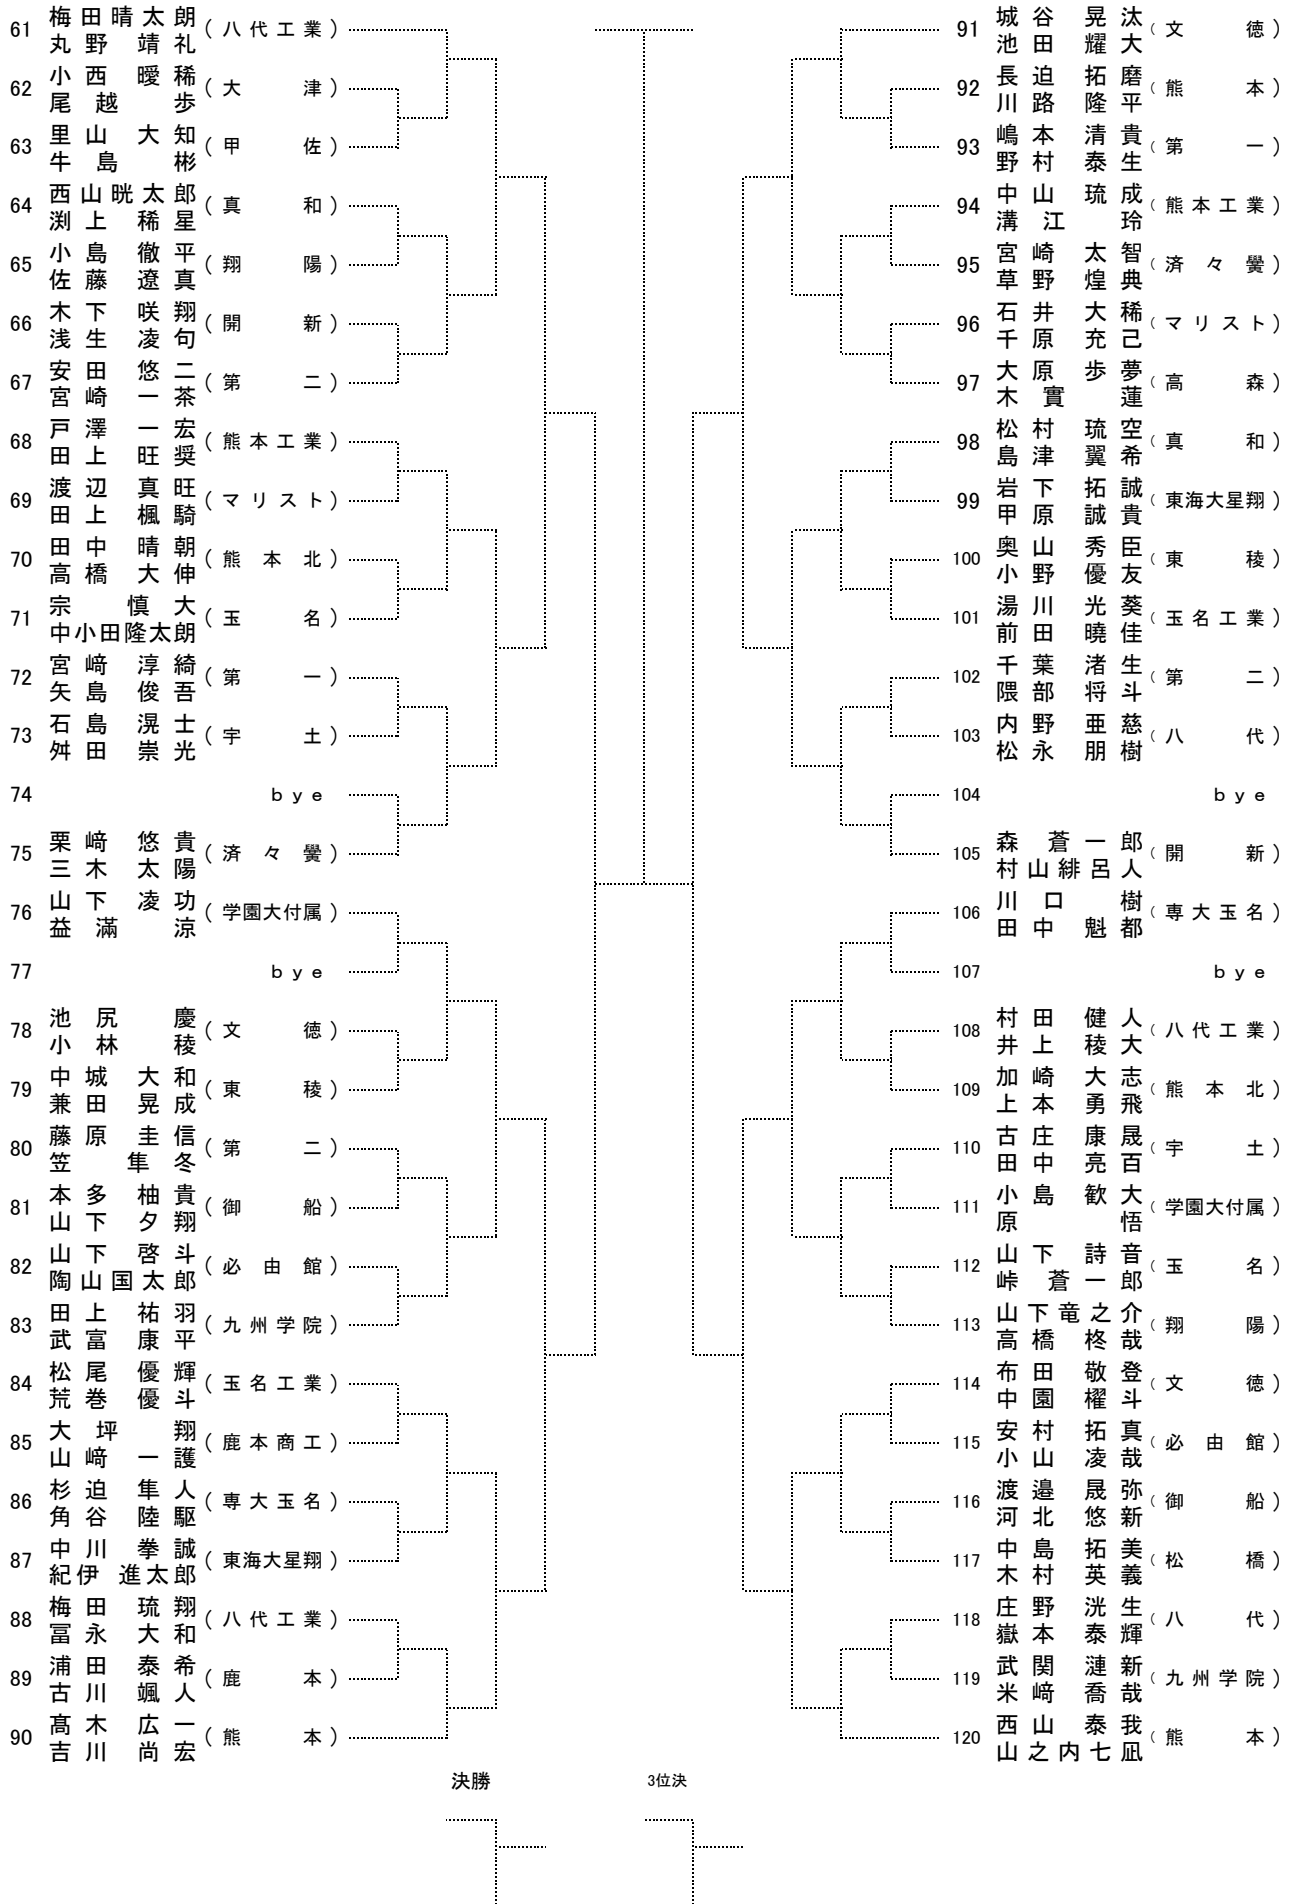 61 梅田晴太朗 (八代工業)
丸野靖礼
62 小西曖稀 (大津)
尾越歩
63 里山大知 (甲佐)
牛島彬
64 西山晄太郎 (真和)
渕上稀星
65 小島徹平 (翔陽)
佐藤遼真
66 木下咲翔 (開新)
浅生凌句
67 安田悠二 (第二)
宮崎一茶
68 戸澤一宏 (熊本工業)
田上旺奨
69 渡辺真旺 (マリスト)
田上楓騎
70 田中晴朝 (熊本北)
高橋大伸
71 宗慎大 (玉名)
中小田隆太朗
72 宮﨑淳綺 (第一)
矢島俊吾
73 石島滉士 (宇土)
舛田崇光
74 bye
75 栗﨑悠貴 (済々黌)
三木太陽
76 山下凌功 (学園大付属)
益滿涼
77 bye
78 池尻慶 (文徳)
小林稜
79 中城大和 (東稜)
兼田晃成
80 藤原圭信 (第二)
笠隼冬
81 本多柚貴 (御船)
山下夕翔
82 山下啓斗 (必由館)
陶山国太郎
83 田上祐羽 (九州学院)
武富康平
84 松尾優輝 (玉名工業)
荒巻優斗
85 大坪翔 (鹿本商工)
山﨑一護
86 杉迫隼人 (専大玉名)
角谷陸駆
87 中川拳誠 (東海大星翔)
紀伊進太郎
88 梅田琉翔 (八代工業)
冨永大和
89 浦田泰希 (鹿本)
古川颯人
90 髙木広一 (熊本)
吉川尚宏
91 城谷晃汰 (文徳)
池田耀大
92 長迫拓磨 (熊本)
川路隆平
93 嶋本清貴 (第一)
野村泰生
94 中山琉成 (熊本工業)
溝江玲
95 宮崎太智 (済々黌)
草野煌典
96 石井大稀 (マリスト)
千原充己
97 大原歩夢 (高森)
木實蓮
98 松村琉空 (真和)
島津翼希
99 岩下拓誠 (東海大星翔)
甲原誠貴
100 奥山秀臣 (東稜)
小野優友
101 湯川光葵 (玉名工業)
前田曉佳
102 千葉渚生 (第二)
隈部将斗
103 内野亜慈 (八代)
松永朋樹
104 bye
105 森蒼一郎 (開新)
村山緋呂人
106 川口樹 (専大玉名)
田中魁都
107 bye
108 村田健人 (八代工業)
井上稜大
109 加崎大志 (熊本北)
上本勇飛
110 古庄康晟 (宇土)
田中亮百
111 小島歓大 (学園大付属)
原悟
112 山下詩音 (玉名)
峠蒼一郎
113 山下竜之介 (翔陽)
高橋柊哉
114 布田敬登 (文徳)
中園櫂斗
115 安村拓真 (必由館)
小山凌哉
116 渡邉晟弥 (御船)
河北悠新
117 中島拓美 (松橋)
木村英義
118 庄野洸生 (八代)
嶽本泰輝
119 武関漣新 (九州学院)
米﨑喬哉
120 西山泰我 (熊本)
山之内七凪
決勝
3位決